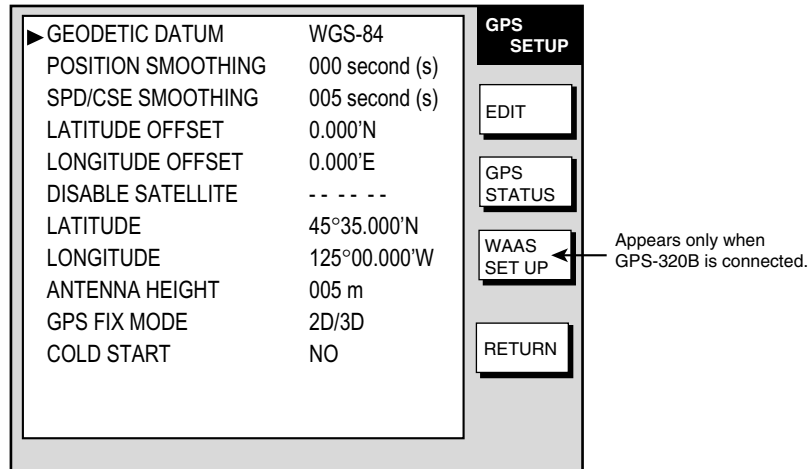 GEODETIC DATUM WGS-84
POSITION SMOOTHING 000 second (s)
SPD/CSE SMOOTHING 005 second (s)
LATITUDE OFFSET 0.000'N
LONGITUDE OFFSET 0.000'E
DISABLE SATELLITE - - - - - -
LATITUDE 45°35.000'N
LONGITUDE 125°00.000'W
ANTENNA HEIGHT 005 m
GPS FIX MODE 2D/3D
COLD START NO
GPS
SETUP
EDIT
GPS
STATUS
WAAS
SET UP
RETURN
Appears only when
GPS-320B is connected.